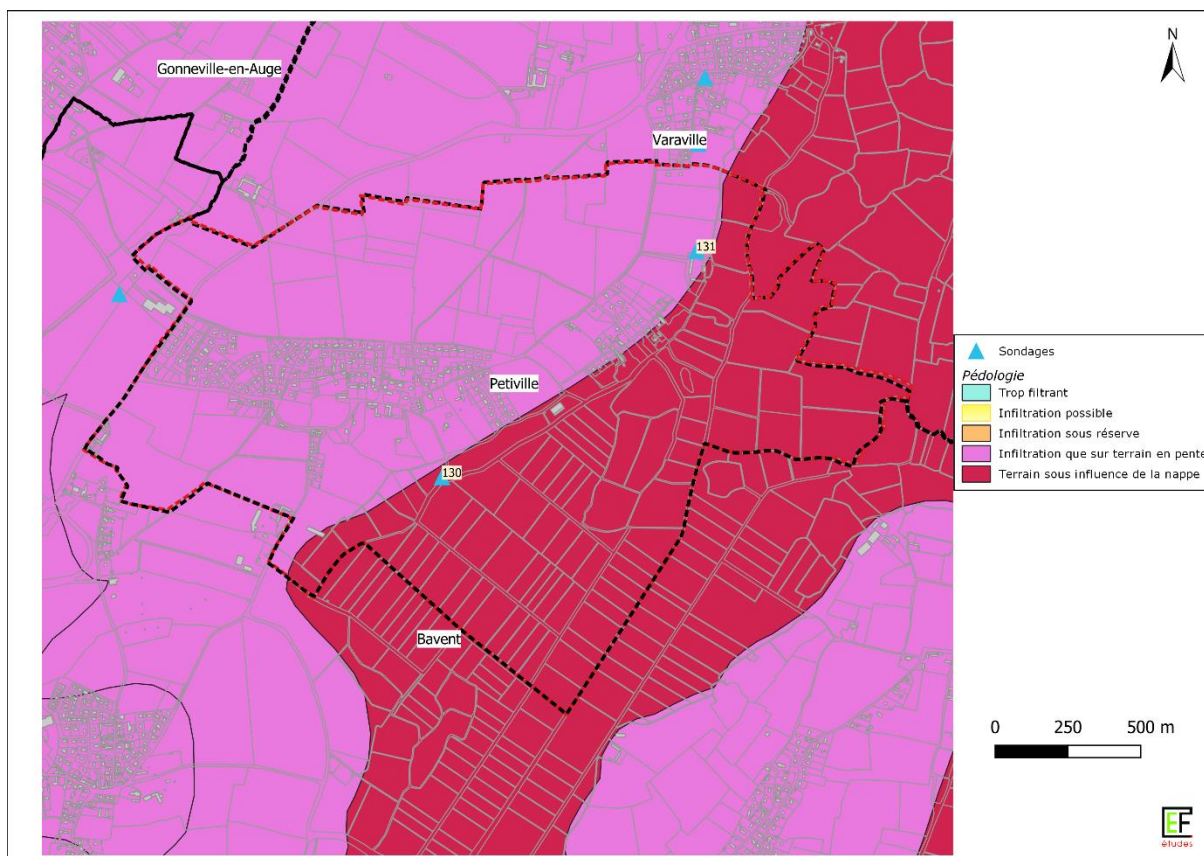 Gonneville-en-Auge
N
Varaville
131
Petiville
130
Bavent
Sondages
Pédologie
Trop filtrant
Infiltration possible
Infiltration sous réserve
Infiltration que sur terrain en pente
Terrain sous influence de la nappe
0 250 500 m
EF
études